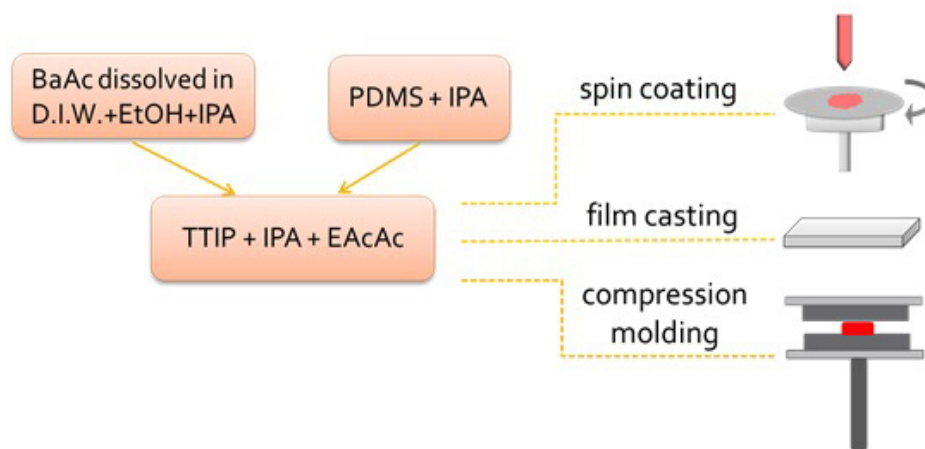 BaAc dissolved in
D.I.W.+EtOH+IPA
PDMS + IPA
TTIP + IPA + EAcAc
spin coating
film casting
compression
molding